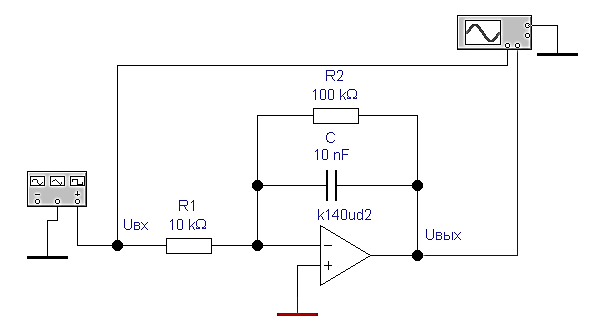 R2
100 kΩ
C
10 nF
R1
10 kΩ
Uвх
k140ud2
Uвых
− +
−
+